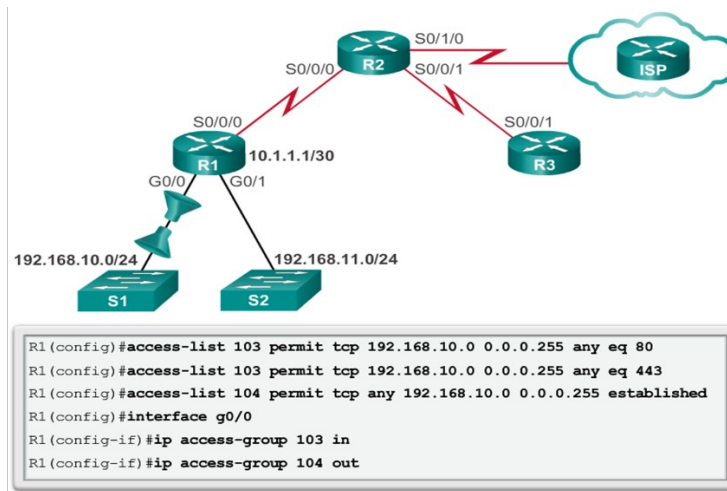 S0/1/0
R2
ISP
S0/0/0
S0/0/1
S0/0/0
S0/0/1
R1
10.1.1.1/30
R3
G0/0
G0/1
192.168.10.0/24
192.168.11.0/24
S1
S2
R1(config)#access-list 103 permit tcp 192.168.10.0 0.0.0.255 any eq 80
R1(config)#access-list 103 permit tcp 192.168.10.0 0.0.0.255 any eq 443
R1(config)#access-list 104 permit tcp any 192.168.10.0 0.0.0.255 established
R1(config)#interface g0/0
R1(config-if)#ip access-group 103 in
R1(config-if)#ip access-group 104 out